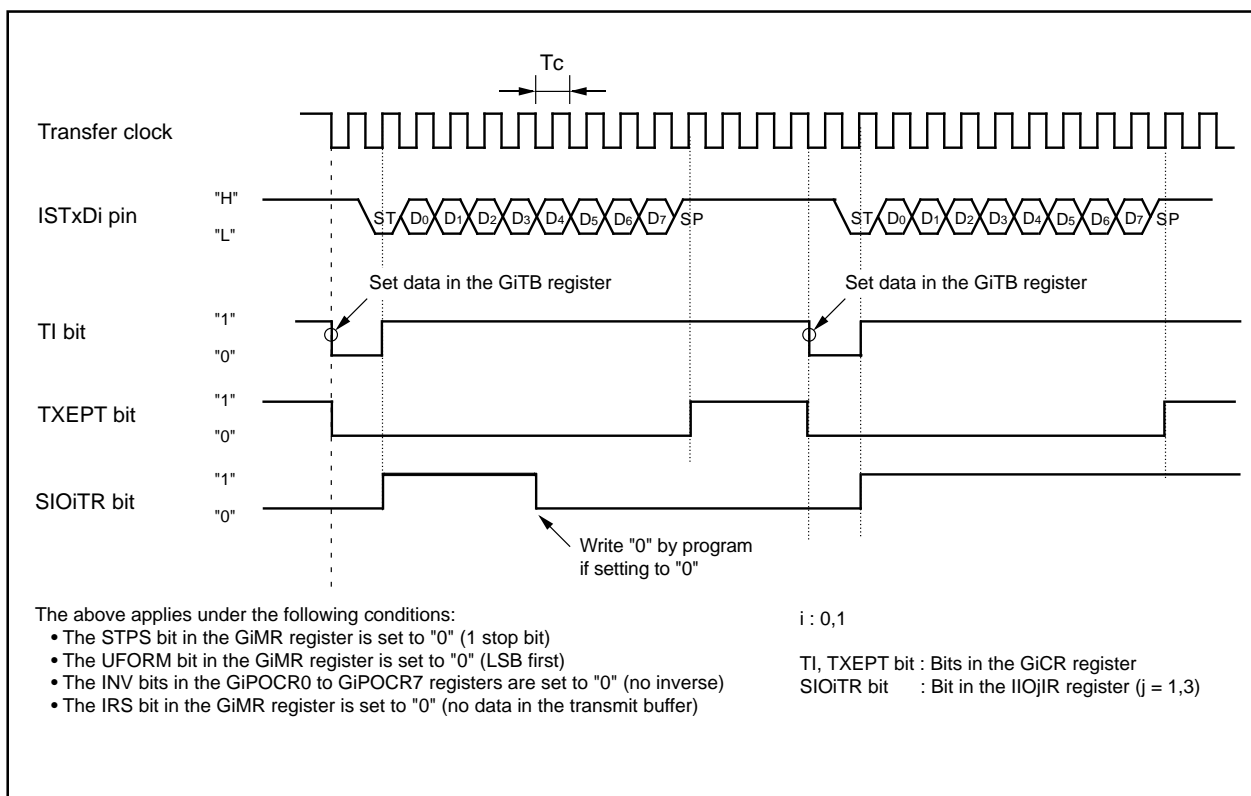 Tc
Transfer clock
ISTxDi pin
"H"
"L"
ST D0 D1 D2 D3 D4 D5 D6 D7 SP
ST D0 D1 D2 D3 D4 D5 D6 D7 SP
Set data in the GiTB register
Set data in the GiTB register
TI bit
"1"
"0"
TXEPT bit
"1"
"0"
SIOiTR bit
"1"
"0"
Write "0" by program
if setting to "0"
The above applies under the following conditions:
• The STPS bit in the GiMR register is set to "0" (1 stop bit)
• The UFORM bit in the GiMR register is set to "0" (LSB first)
• The INV bits in the GiPOCR0 to GiPOCR7 registers are set to "0" (no inverse)
• The IRS bit in the GiMR register is set to "0" (no data in the transmit buffer)
i : 0,1
TI, TXEPT bit : Bits in the GiCR register
SIOiTR bit : Bit in the IIOjIR register (j = 1,3)